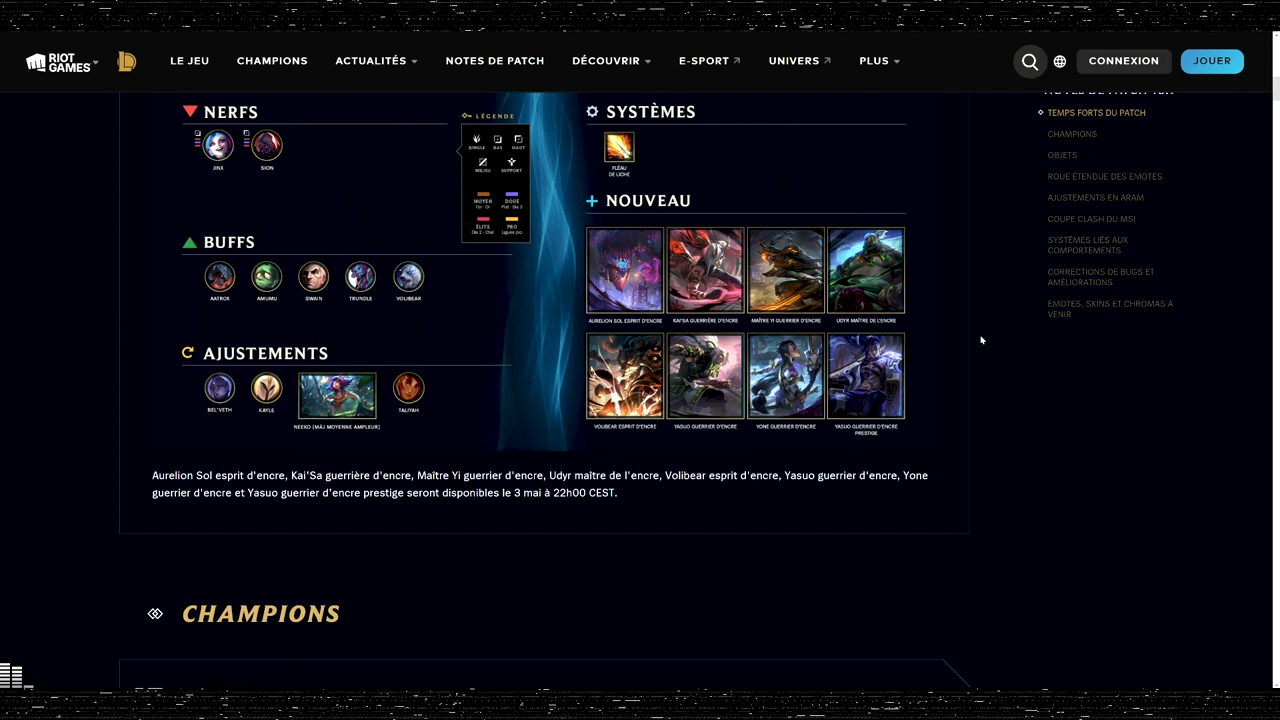 RIOT GAMES
LE JEU
CHAMPIONS
ACTUALITÉS
NOTES DE PATCH
DÉCOUVRIR
E-SPORT
UNIVERS
PLUS
CONNEXION
JOUER
NERFS
JINX
SION
BUFFS
AATROX
AMUMU
SWAIN
TRUNDLE
VOLIBEAR
AJUSTEMENTS
BEL'VETH
KAYLE
NEEKO (MÀJ MOYENNE AMPLEUR)
TALIYAH
LÉGENDE
JUNGLE
BAS
HAUT
MILIEU
SUPPORT
MOYEN
DOUÉ
ÉLITE
PRO
SYSTÈMES
FLÉAU
DE LICHE
NOUVEAU
AURELION SOL ESPRIT D'ENCRE
KAI'SA GUERRIÈRE D'ENCRE
MAÎTRE YI GUERRIER D'ENCRE
UDYR MAÎTRE DE L'ENCRE
VOLIBEAR ESPRIT D'ENCRE
YASUO GUERRIER D'ENCRE
YONE GUERRIER D'ENCRE
YASUO GUERRIER D'ENCRE
PRESTIGE
Aurelion Sol esprit d'encre, Kai'Sa guerrière d'encre, Maître Yi guerrier d'encre, Udyr maître de l'encre, Volibear esprit d'encre, Yasuo guerrier d'encre, Yone
guerrier d'encre et Yasuo guerrier d'encre prestige seront disponibles le 3 mai à 22h00 CEST.
CHAMPIONS
TEMPS FORTS DU PATCH
CHAMPIONS
OBJETS
ROUE ÉTENDUE DES EMOTES
AJUSTEMENTS EN ARAM
COUPE CLASH DU MSI
SYSTÈMES LIÉS AUX
COMPORTEMENTS
CORRECTIONS DE BUGS ET
AMÉLIORATIONS
EMOTES, SKINS ET CHROMAS À
VENIR